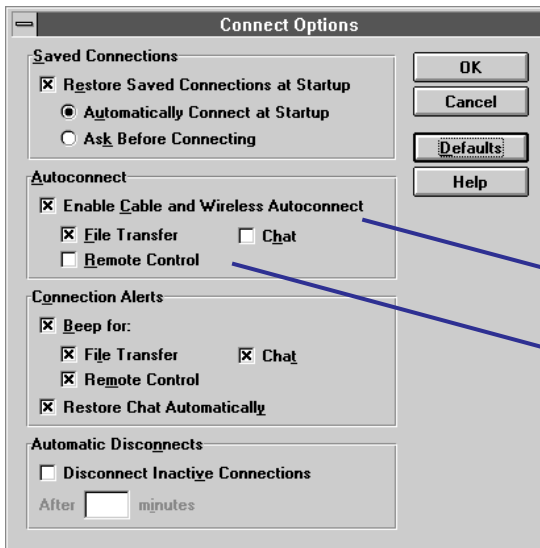 Connect Options
Saved Connections
Restore Saved Connections at Startup
Automatically Connect at Startup
Ask Before Connecting
OK
Cancel
Defaults
Help
Autoconnect
Enable Cable and Wireless Autoconnect
File Transfer Chat
Remote Control
Connection Alerts
Beep for:
File Transfer Chat
Remote Control
Restore Chat Automatically
Automatic Disconnects
Disconnect Inactive Connections
After minutes